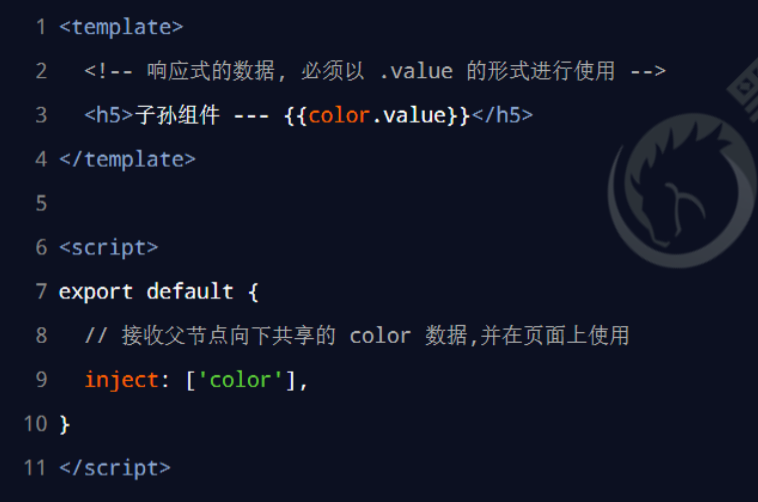 1 <template>
2 <!-- 响应式的数据, 必须以 .value 的形式进行使用 -->
3 <h5>子孙组件 --- {{color.value}}</h5>
4 </template>
5
6 <script>
7 export default {
8 // 接收父节点向下共享的 color 数据,并在页面上使用
9 inject: ['color'],
10 }
11 </script>